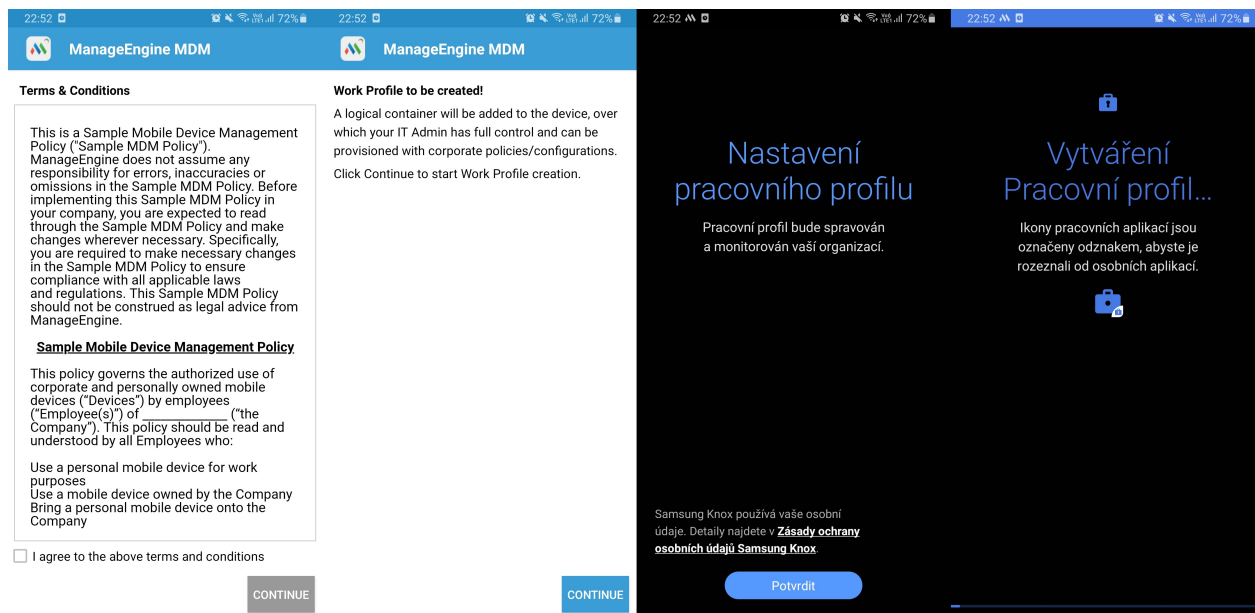 22:52
VoLTE 72%
ManageEngine MDM
Terms & Conditions
This is a Sample Mobile Device Management
Policy ("Sample MDM Policy").
ManageEngine does not assume any
responsibility for errors, inaccuracies or
omissions in the Sample MDM Policy. Before
implementing this Sample MDM Policy in
your company, you are expected to read
through the Sample MDM Policy and make
changes wherever necessary. Specifically,
you are required to make necessary changes
in the Sample MDM Policy to ensure
compliance with all applicable laws
and regulations. This Sample MDM Policy
should not be construed as legal advice from
ManageEngine.
Sample Mobile Device Management Policy
This policy governs the authorized use of
corporate and personally owned mobile
devices (“Devices”) by employees
(“Employee(s)”) of _____________ (“the
Company”). This policy should be read and
understood by all Employees who:
Use a personal mobile device for work
purposes
Use a mobile device owned by the Company
Bring a personal mobile device onto the
Company
I agree to the above terms and conditions
CONTINUE
22:52
72%
ManageEngine MDM
Work Profile to be created!
A logical container will be added to the device, over
which your IT Admin has full control and can be
provisioned with corporate policies/configurations.
Click Continue to start Work Profile creation.
CONTINUE
22:52
72%
Nastavení
pracovního profilu
Pracovní profil bude spravován
a monitorován vaší organizací.
Samsung Knox používá vaše osobní
údaje. Detaily najdete v Zásady ochrany
osobních údajů Samsung Knox.
Potvrdit
22:52
72%
Vytváření
Pracovní profil...
Ikony pracovních aplikací jsou
označeny odznakem, abyste je
rozeznali od osobních aplikací.